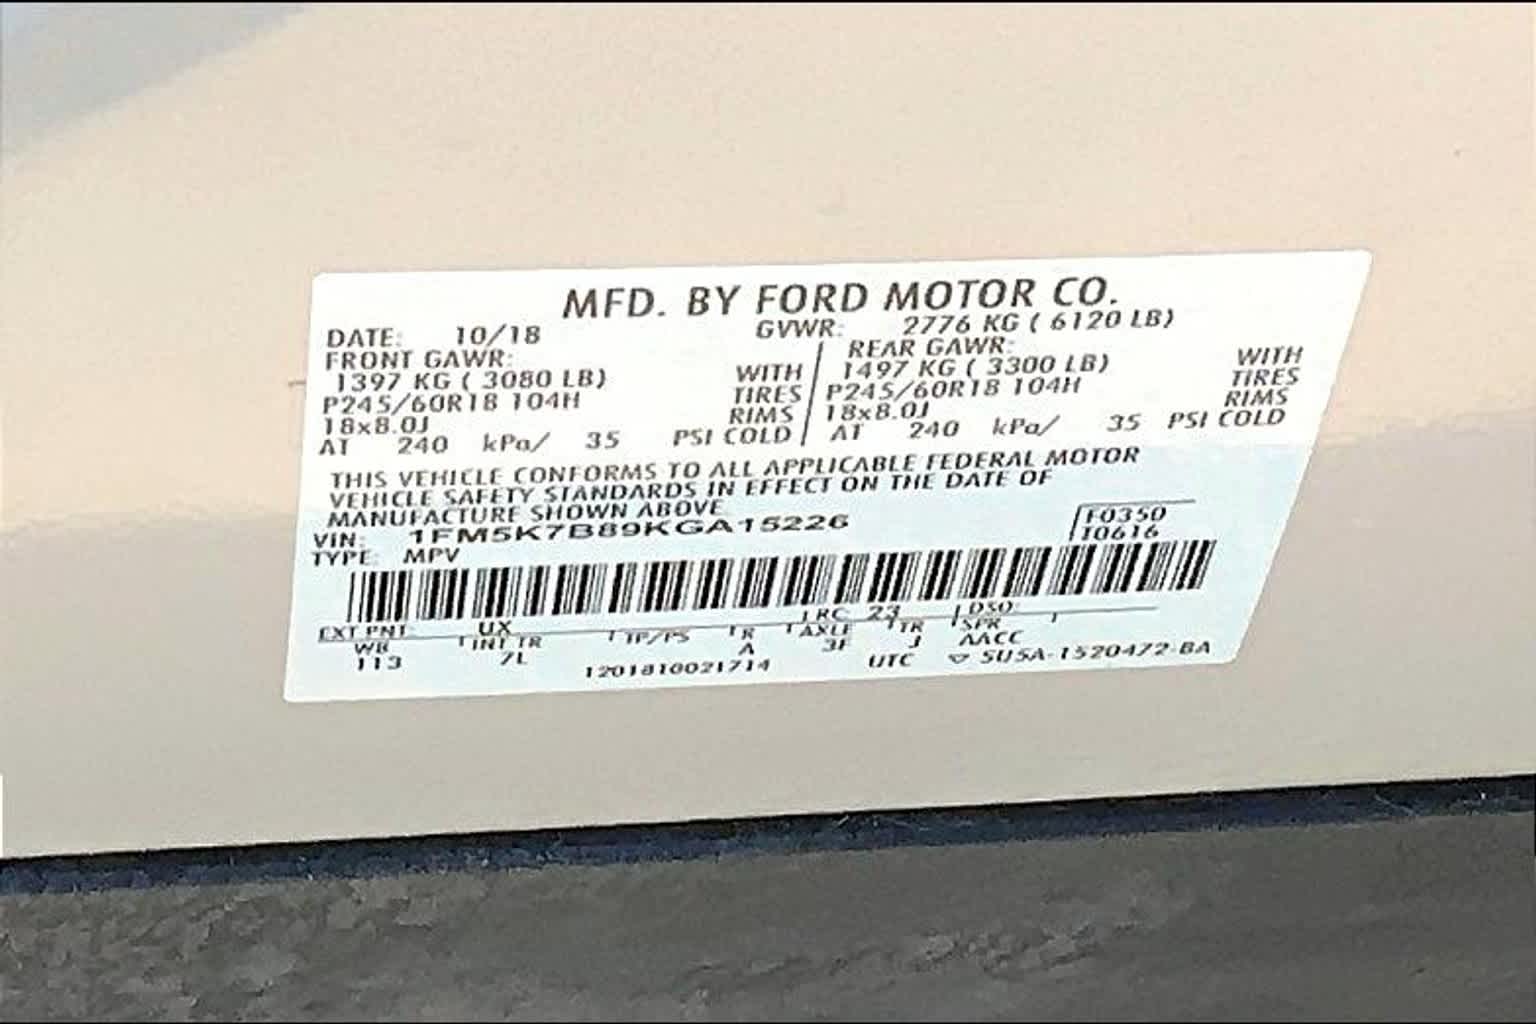 MFD. BY FORD MOTOR CO.
DATE: 10/18 GVWR: 2776 KG ( 6120 LB)
FRONT GAWR: REAR GAWR:
1397 KG ( 3080 LB) WITH 1497 KG ( 3300 LB) WITH
P245/60R18 104H TIRES P245/60R18 104H TIRES
18x8.0J RIMS 18x8.0J RIMS
AT 240 kPa/ 35 PSI COLD AT 240 kPa/ 35 PSI COLD
THIS VEHICLE CONFORMS TO ALL APPLICABLE FEDERAL MOTOR
VEHICLE SAFETY STANDARDS IN EFFECT ON THE DATE OF
MANUFACTURE SHOWN ABOVE
VIN: 1FM5K7B89KGA15226 F0350
TYPE: MPV T0616
EXT PNT: UX RC: 23 DSO:
WB INT TR TP/PS R AXLE TR SPR
113 7L A 3F J AACC
1201810021714 UTC ▽ 5U5A-1520472-BA